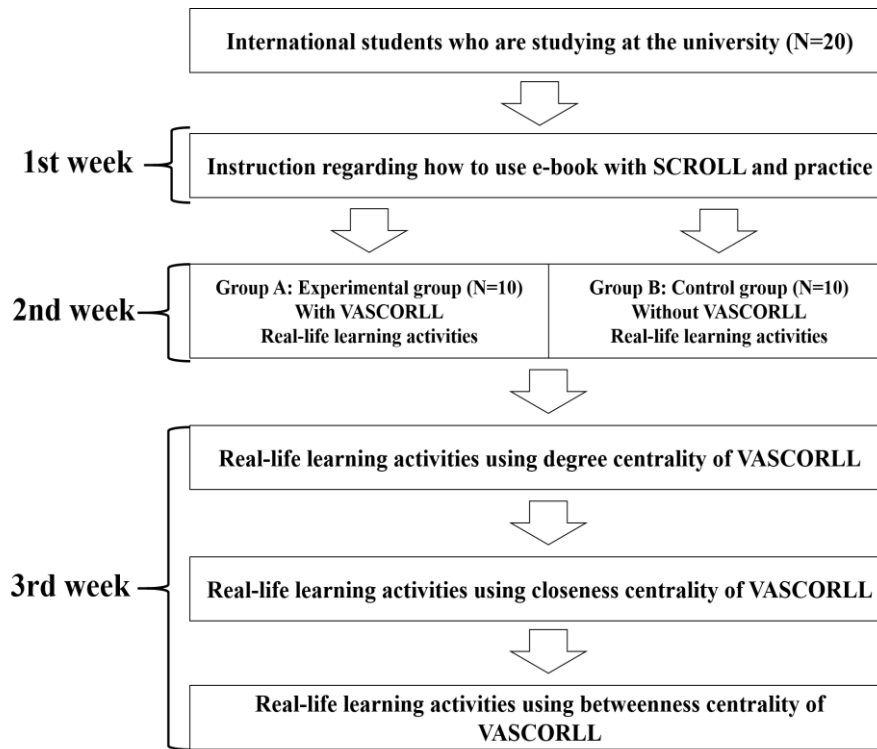 International students who are studying at the university (N=20)
1st week
Instruction regarding how to use e-book with SCROLL and practice
2nd week
Group A: Experimental group (N=10)
With VASCORLL
Real-life learning activities
Group B: Control group (N=10)
Without VASCORLL
Real-life learning activities
3rd week
Real-life learning activities using degree centrality of VASCORLL
Real-life learning activities using closeness centrality of VASCORLL
Real-life learning activities using betweenness centrality of
VASCORLL